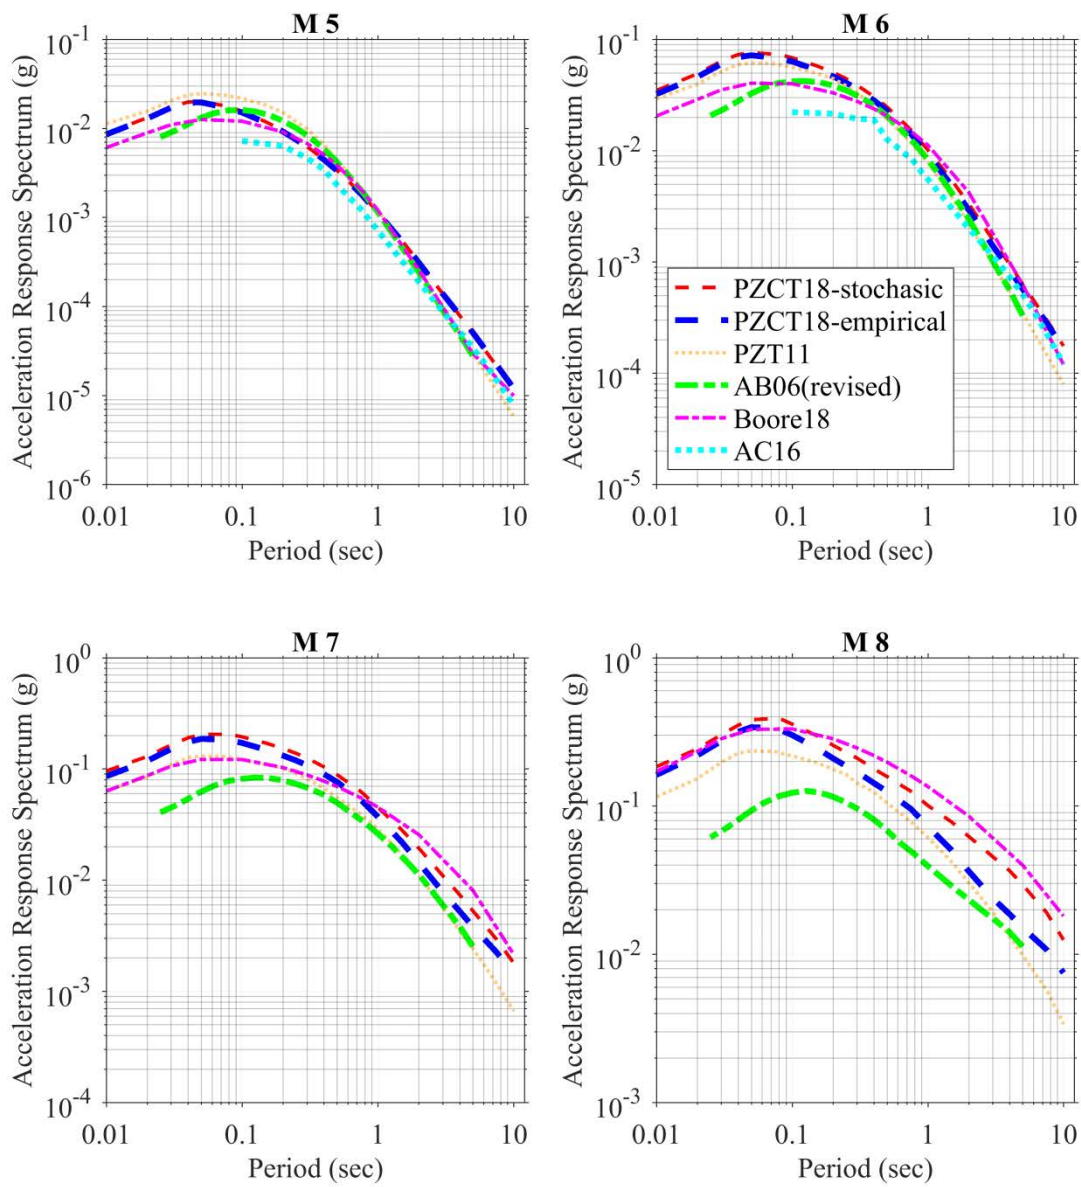 M 5
Acceleration Response Spectrum (g)
10^-1
10^-2
10^-3
10^-4
10^-5
10^-6
0.01 0.1 1 10
Period (sec)
M 6
Acceleration Response Spectrum (g)
10^-1
10^-2
10^-3
10^-4
10^-5
PZCT18-stochasic
PZCT18-empirical
PZT11
AB06(revised)
Boore18
AC16
0.01 0.1 1 10
Period (sec)
M 7
Acceleration Response Spectrum (g)
10^0
10^-1
10^-2
10^-3
10^-4
0.01 0.1 1 10
Period (sec)
M 8
Acceleration Response Spectrum (g)
10^0
10^-1
10^-2
10^-3
0.01 0.1 1 10
Period (sec)